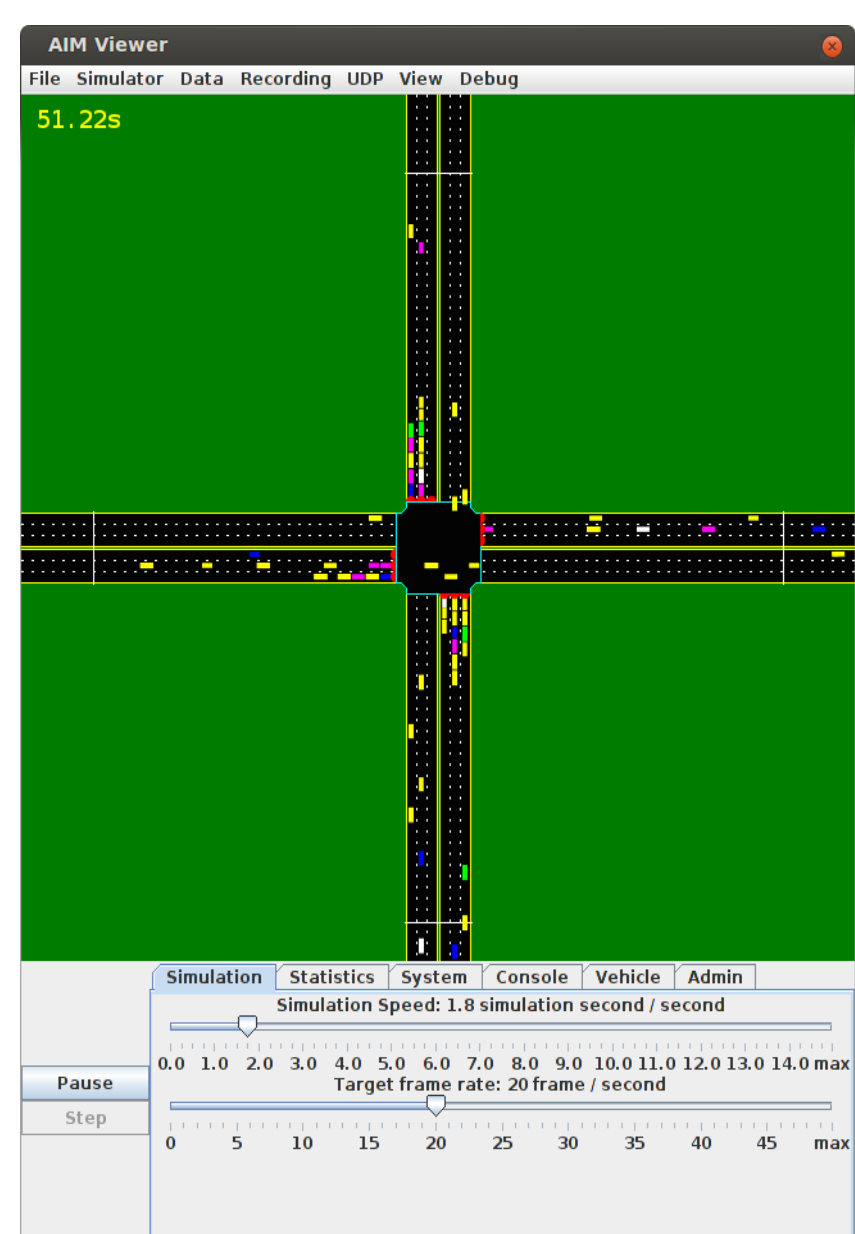 AIM Viewer
File Simulator Data Recording UDP View Debug
51.22s
Simulation Statistics System Console Vehicle Admin
Simulation Speed: 1.8 simulation second / second
0.0 1.0 2.0 3.0 4.0 5.0 6.0 7.0 8.0 9.0 10.0 11.0 12.0 13.0 14.0 max
Pause
Target frame rate: 20 frame / second
Step
0 5 10 15 20 25 30 35 40 45 max